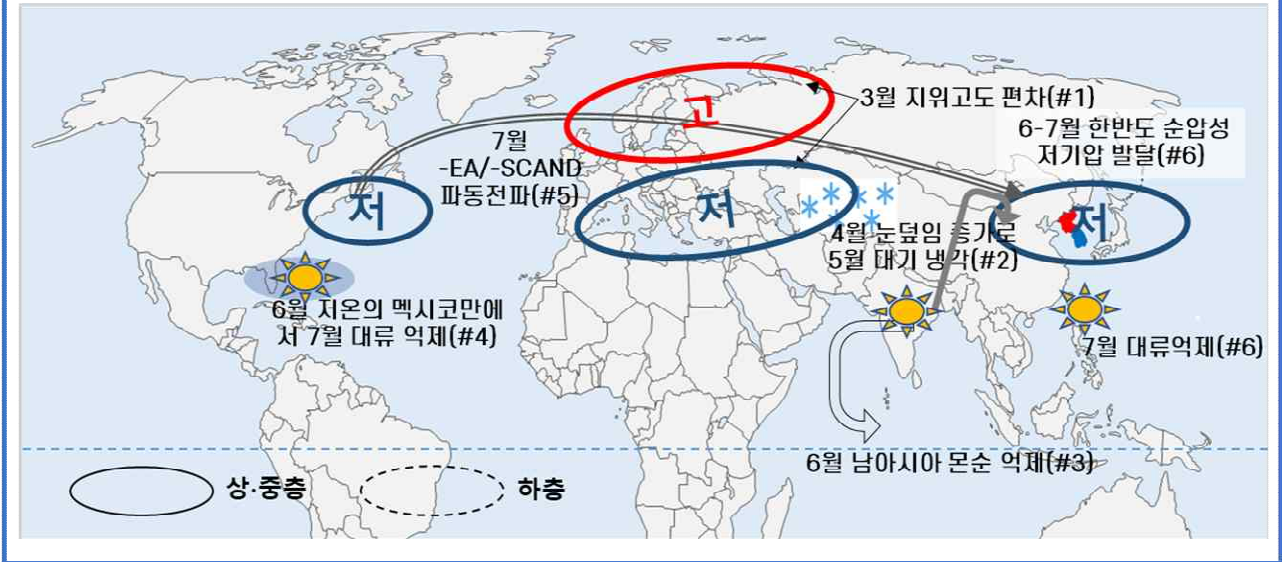 고
3월 지위고도 편차(#1)
6-7월 한반도 순압성
저기압 발달(#6)
7월
-EA/-SCAND
파동전파(#5)
저
저
저
4월 눈덮임 증가로
5월 대기 냉각(#2)
6월 저온의 멕시코만에
서 7월 대류 억제(#4)
7월 대류억제(#6)
6월 남아시아 몬순 억제(#3)
상·중층
하층